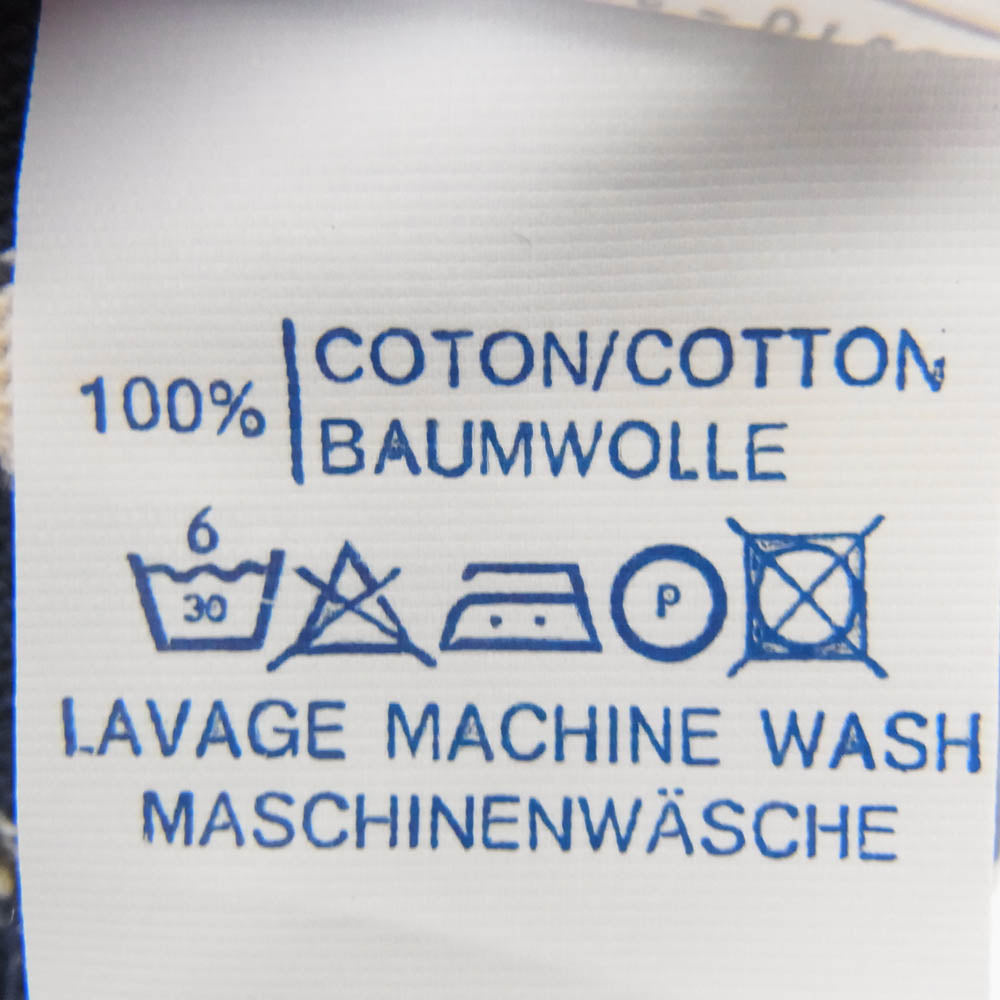 100% COTON/COTTON
BAUMWOLLE
6
30 P
LAVAGE MACHINE WASH
MASCHINENWÄSCHE